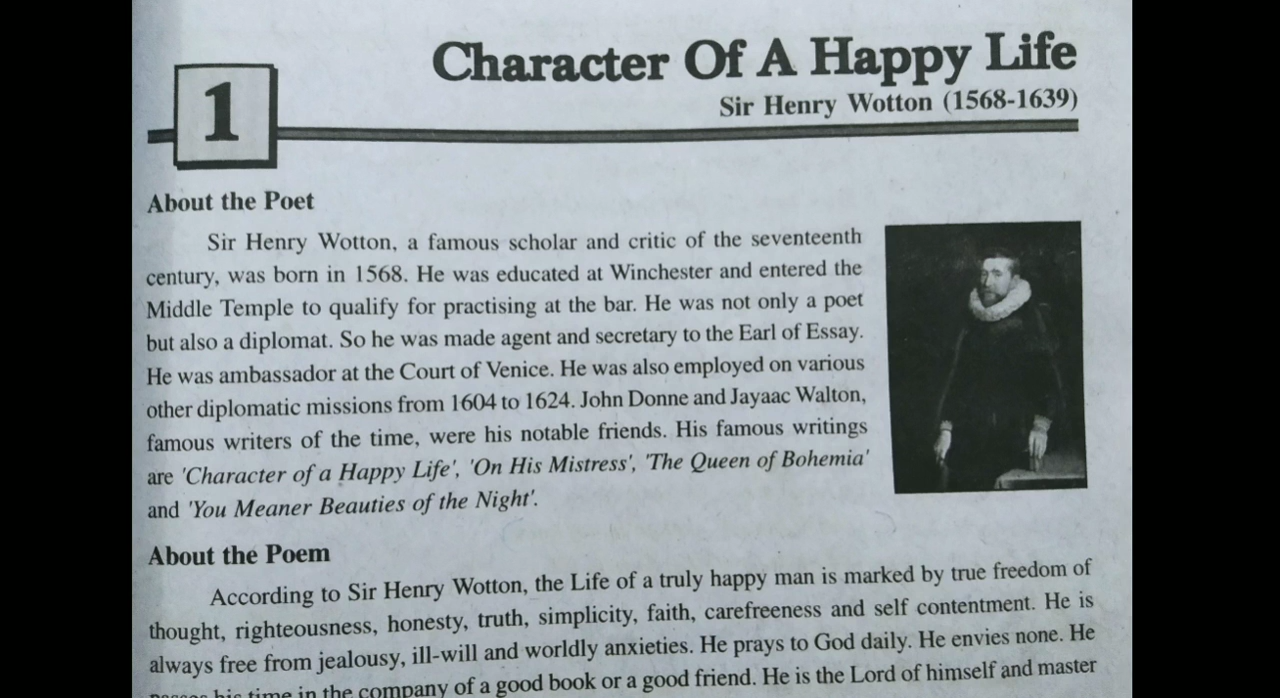 1
Character Of A Happy Life
Sir Henry Wotton (1568-1639)
About the Poet
Sir Henry Wotton, a famous scholar and critic of the seventeenth
century, was born in 1568. He was educated at Winchester and entered the
Middle Temple to qualify for practising at the bar. He was not only a poet
but also a diplomat. So he was made agent and secretary to the Earl of Essay.
He was ambassador at the Court of Venice. He was also employed on various
other diplomatic missions from 1604 to 1624. John Donne and Jayaac Walton,
famous writers of the time, were his notable friends. His famous writings
are 'Character of a Happy Life', 'On His Mistress', 'The Queen of Bohemia'
and 'You Meaner Beauties of the Night'.
About the Poem
According to Sir Henry Wotton, the Life of a truly happy man is marked by true freedom of
thought, righteousness, honesty, truth, simplicity, faith, carefreeness and self contentment. He is
always free from jealousy, ill-will and worldly anxieties. He prays to God daily. He envies none. He
his time in the company of a good book or a good friend. He is the Lord of himself and master